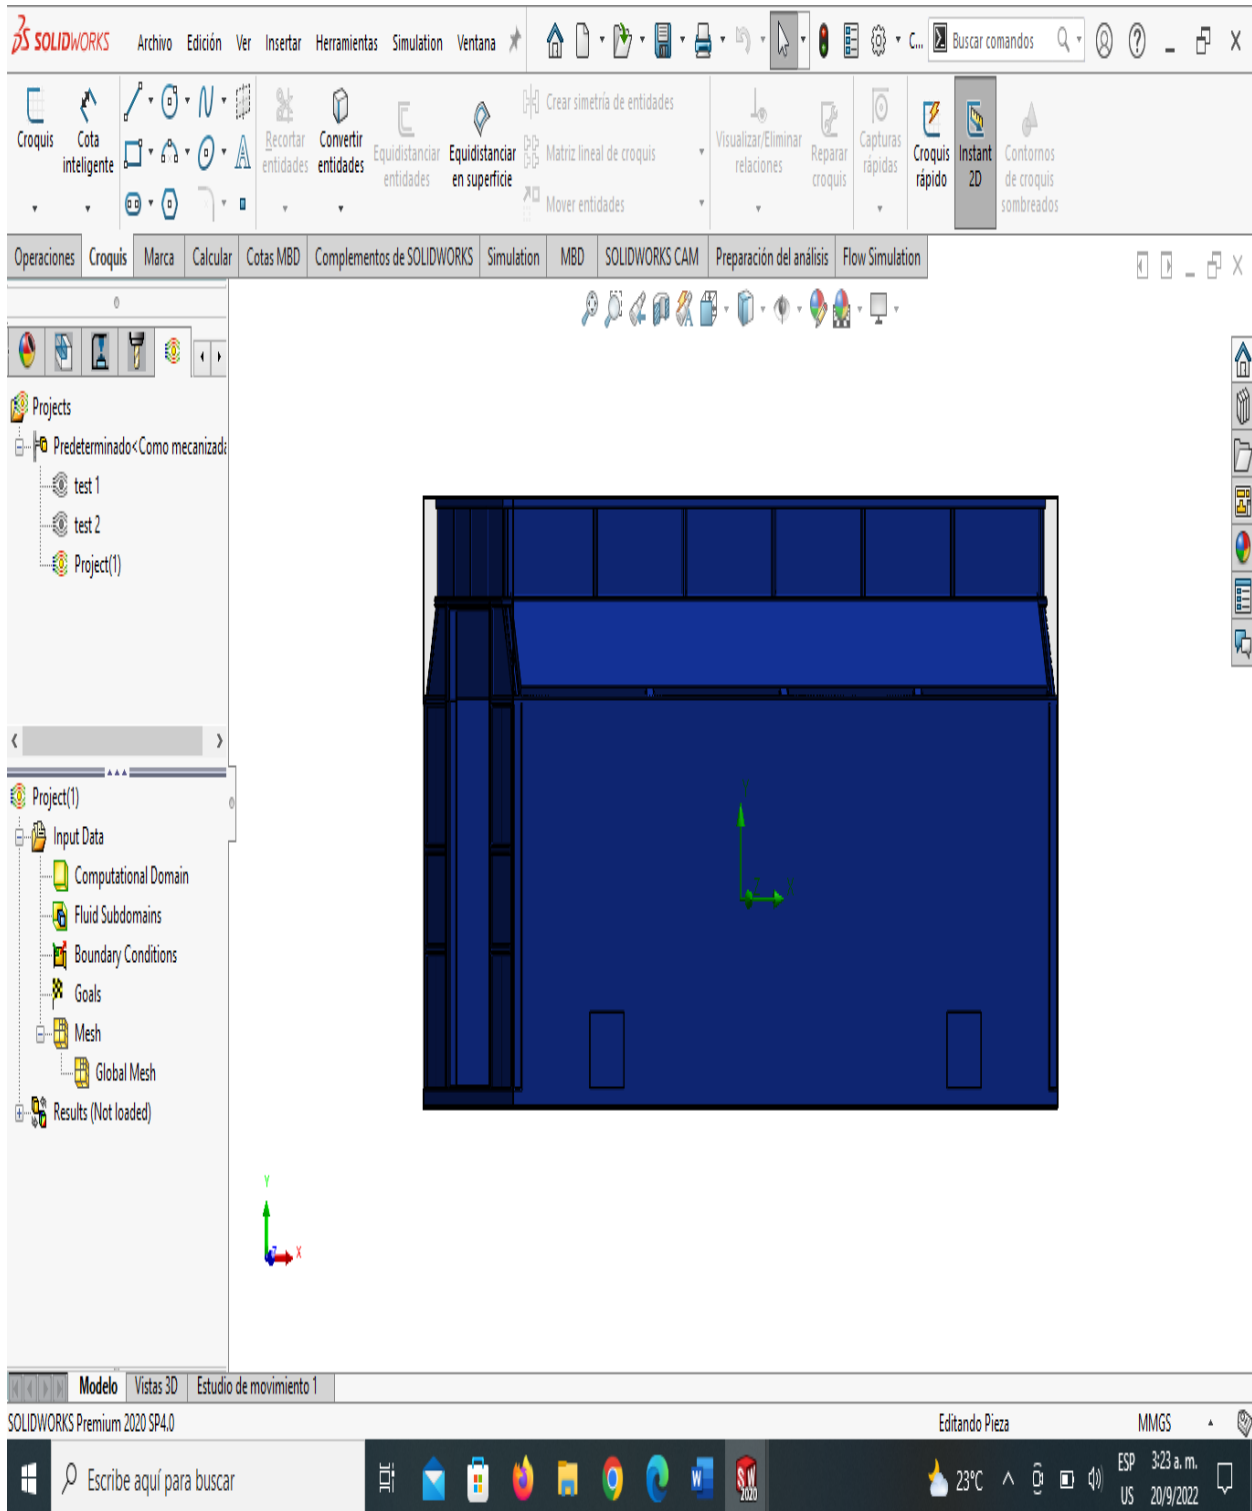 SOLIDWORKS Archivo Edición Ver Insertar Herramientas Simulation Ventana C... Buscar comandos
Croquis
Cota inteligente
Recortar entidades
Convertir entidades
Equidistanciar entidades
Equidistanciar en superficie
Crear simetría de entidades
Matriz lineal de croquis
Mover entidades
Visualizar/Eliminar relaciones
Reparar croquis
Capturas rápidas
Croquis rápido
Instant 2D
Contornos de croquis sombreados
Operaciones Croquis Marca Calcular Cotas MBD Complementos de SOLIDWORKS Simulation MBD SOLIDWORKS CAM Preparación del análisis Flow Simulation
Projects
Predeterminado<Como mecanizada
test 1
test 2
Project(1)
Project(1)
Input Data
Computational Domain
Fluid Subdomains
Boundary Conditions
Goals
Mesh
Global Mesh
Results (Not loaded)
Y
Z X
Y
Z X
Modelo Vistas 3D Estudio de movimiento 1
SOLIDWORKS Premium 2020 SP4.0 Editando Pieza MMGS
Escribe aquí para buscar
SW 2020
23°C
ESP
US
3:23 a. m.
20/9/2022